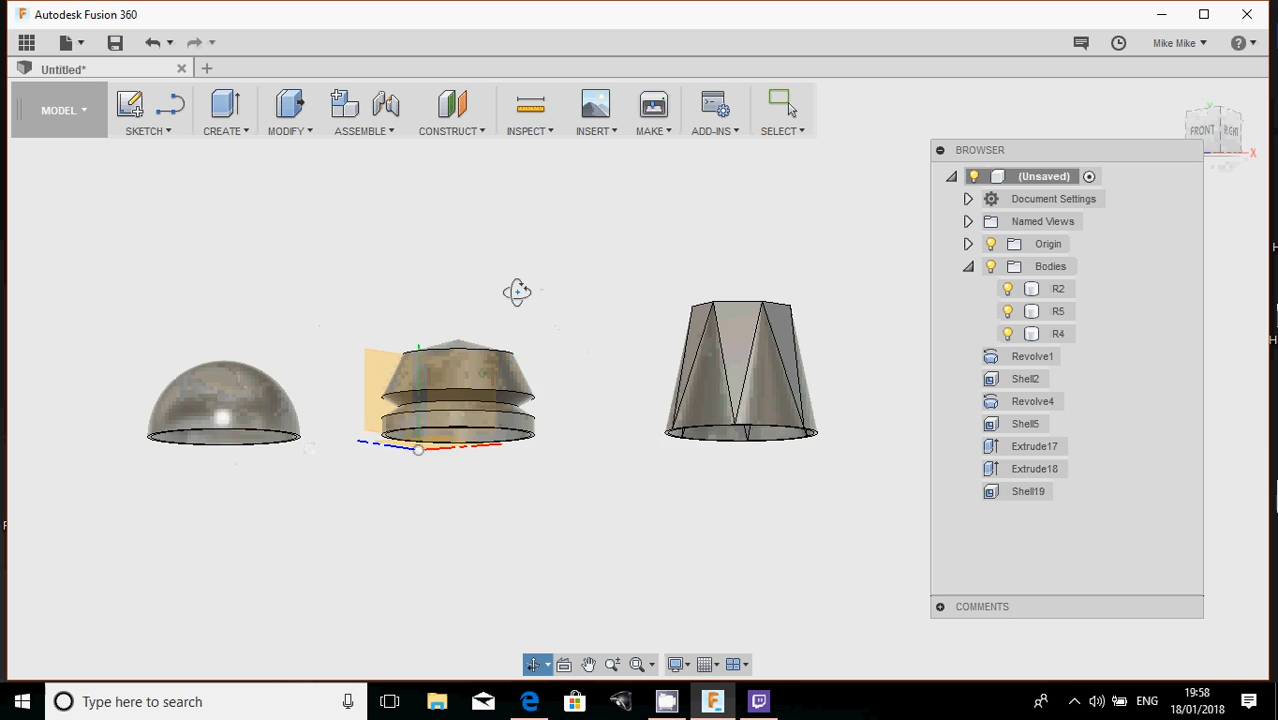 Autodesk Fusion 360
Mike Mike
Untitled*
MODEL
SKETCH
CREATE
MODIFY
ASSEMBLE
CONSTRUCT
INSPECT
INSERT
MAKE
ADD-INS
SELECT
FRONT
RIGHT
X
BROWSER
(Unsaved)
Document Settings
Named Views
Origin
Bodies
R2
R5
R4
Revolve1
Shell2
Revolve4
Shell5
Extrude17
Extrude18
Shell19
COMMENTS
Type here to search
ENG
19:58
18/01/2018